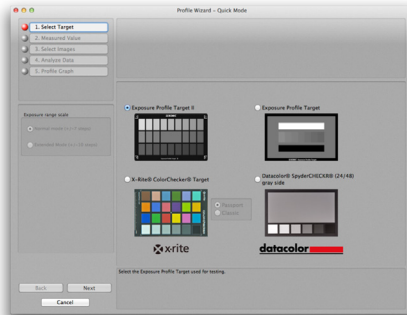 Profile Wizard – Quick Mode
1. Select Target
2. Measured Value
3. Select Images
4. Analyze Data
5. Profile Graph
Exposure range scale
Exposure Profile Target II
Exposure Profile Target
X-Rite® ColorChecker® Target
Datacolor® SpyderCHECKR® (24/48)
gray side
Passport
Classic
x-rite
datacolor
Select the Exposure Profile Target used for testing.
Back
Next
Cancel